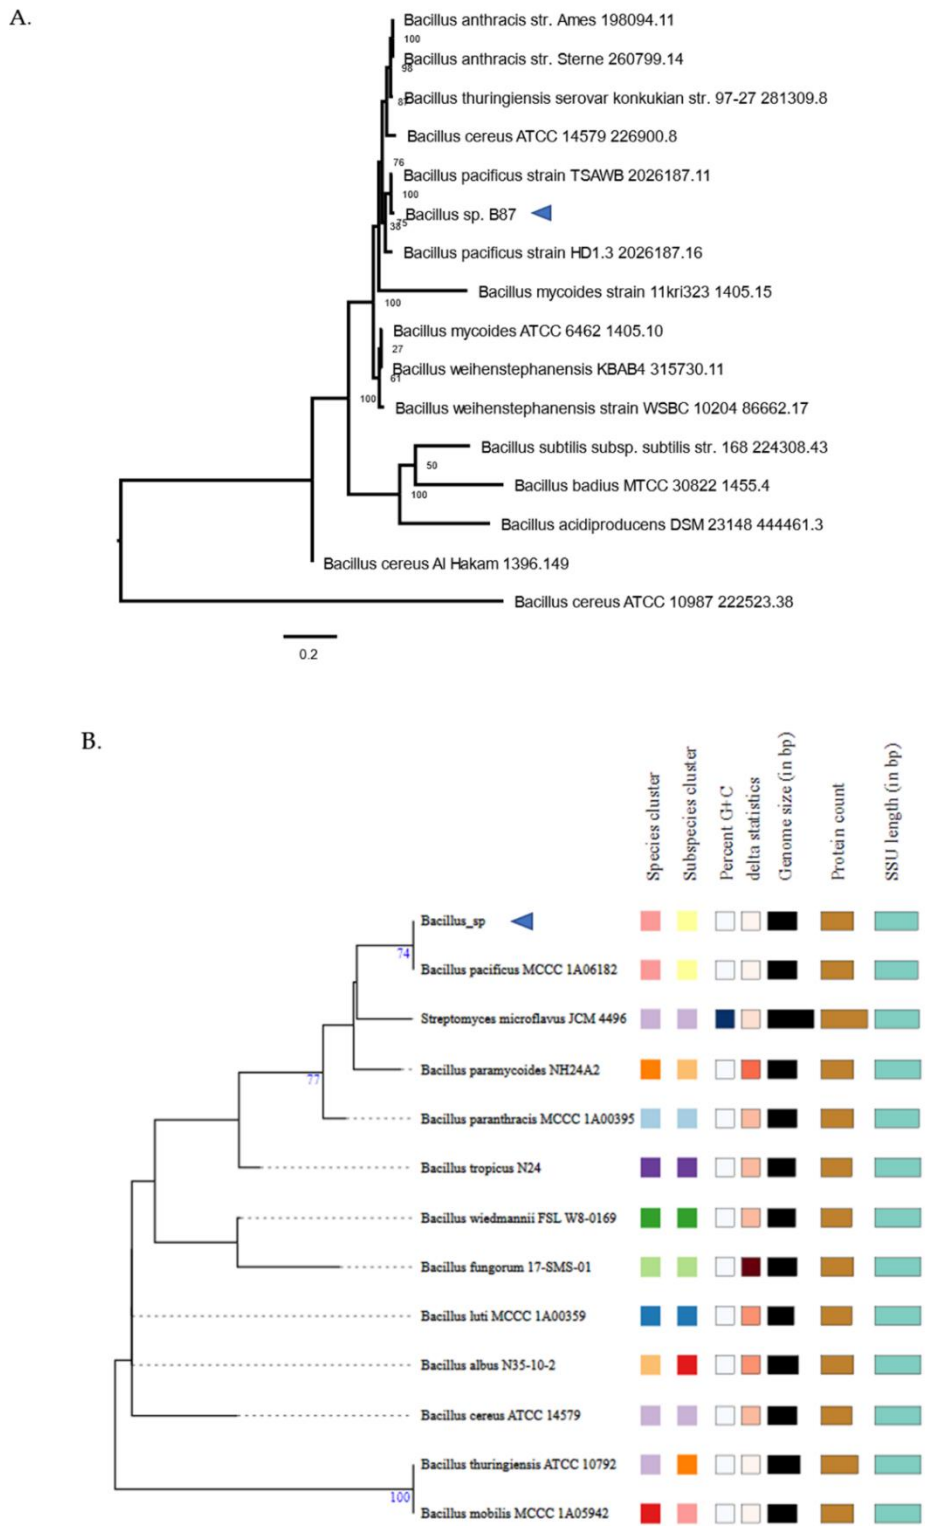 A.
Bacillus anthracis str. Ames 198094.11
100
Bacillus anthracis str. Sterne 260799.14
98
Bacillus thuringiensis serovar konkukian str. 97-27 281309.8
87
Bacillus cereus ATCC 14579 226900.8
76
Bacillus pacificus strain TSAWB 2026187.11
100
Bacillus sp. B87
75
38
Bacillus pacificus strain HD1.3 2026187.16
Bacillus mycoides strain 11kri323 1405.15
100
Bacillus mycoides ATCC 6462 1405.10
27
Bacillus weihenstephanensis KBAB4 315730.11
61
100
Bacillus weihenstephanensis strain WSBC 10204 86662.17
Bacillus subtilis subsp. subtilis str. 168 224308.43
50
Bacillus badius MTCC 30822 1455.4
100
Bacillus acidiproducens DSM 23148 444461.3
Bacillus cereus Al Hakam 1396.149
Bacillus cereus ATCC 10987 222523.38
0.2
B.
Species cluster
Subspecies cluster
Percent G+C
delta statistics
Genome size (in bp)
Protein count
SSU length (in bp)
Bacillus_sp
74
Bacillus pacificus MCCC 1A06182
Streptomyces microflavus JCM 4496
Bacillus paramycoides NH24A2
77
Bacillus paranthracis MCCC 1A00395
Bacillus tropicus N24
Bacillus wiedmannii FSL W8-0169
Bacillus fungorum 17-SMS-01
Bacillus luti MCCC 1A00359
Bacillus albus N35-10-2
Bacillus cereus ATCC 14579
Bacillus thuringiensis ATCC 10792
100
Bacillus mobilis MCCC 1A05942